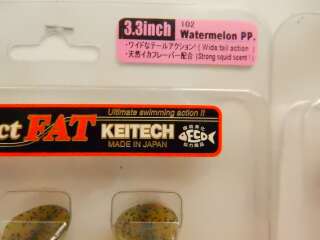 3.3inch
102
Watermelon PP.
・ワイドなテールアクション! ( Wide tail action )
・天然イカフレーバー配合 (Strong squid scent ! )
Ultimate swimming action !!
ct FAT KEITECH
MADE IN JAPAN
ECO